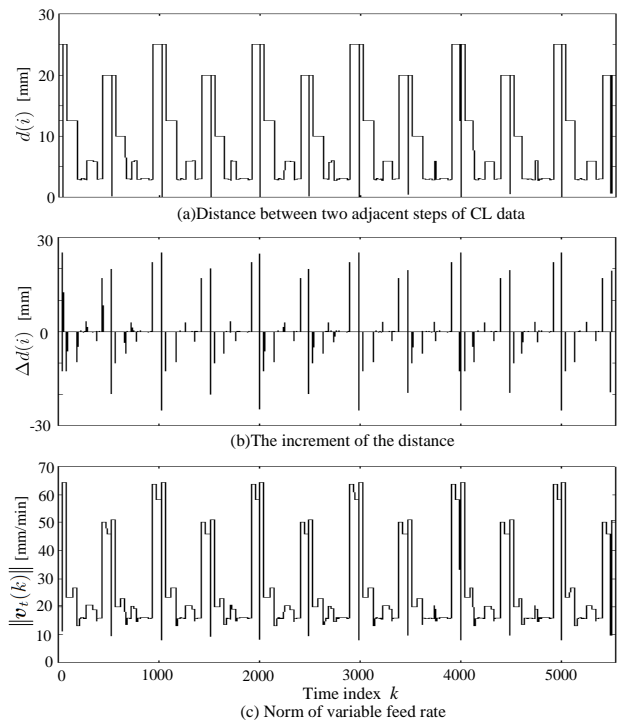 30
20
10
0
d(i) [mm]
(a)Distance between two adjacent steps of CL data
30
0
-30
Δd(i) [mm]
(b)The increment of the distance
70
60
50
40
30
20
10
0
‖v_t(k)‖ [mm/min]
0 1000 2000 3000 4000 5000
Time index k
(c) Norm of variable feed rate